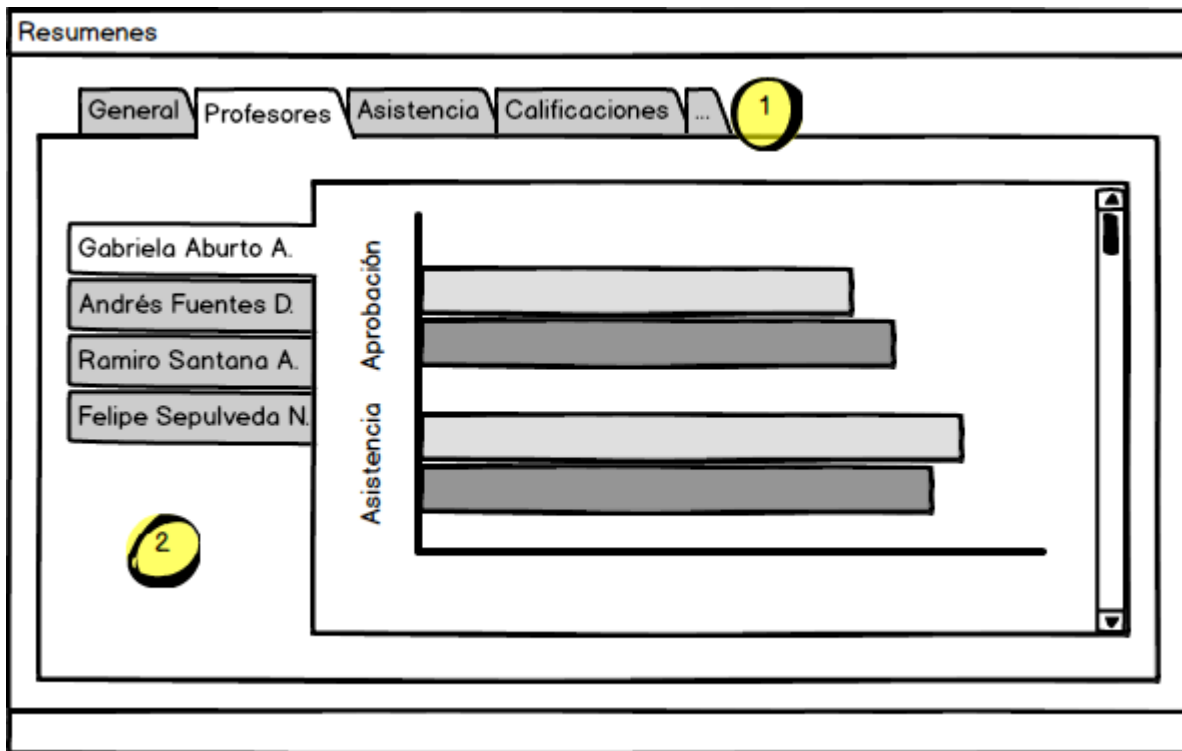 Resumenes
General
Profesores
Asistencia
Calificaciones
...
1
Gabriela Aburto A.
Andrés Fuentes D.
Ramiro Santana A.
Felipe Sepulveda N.
Aprobación
Asistencia
2